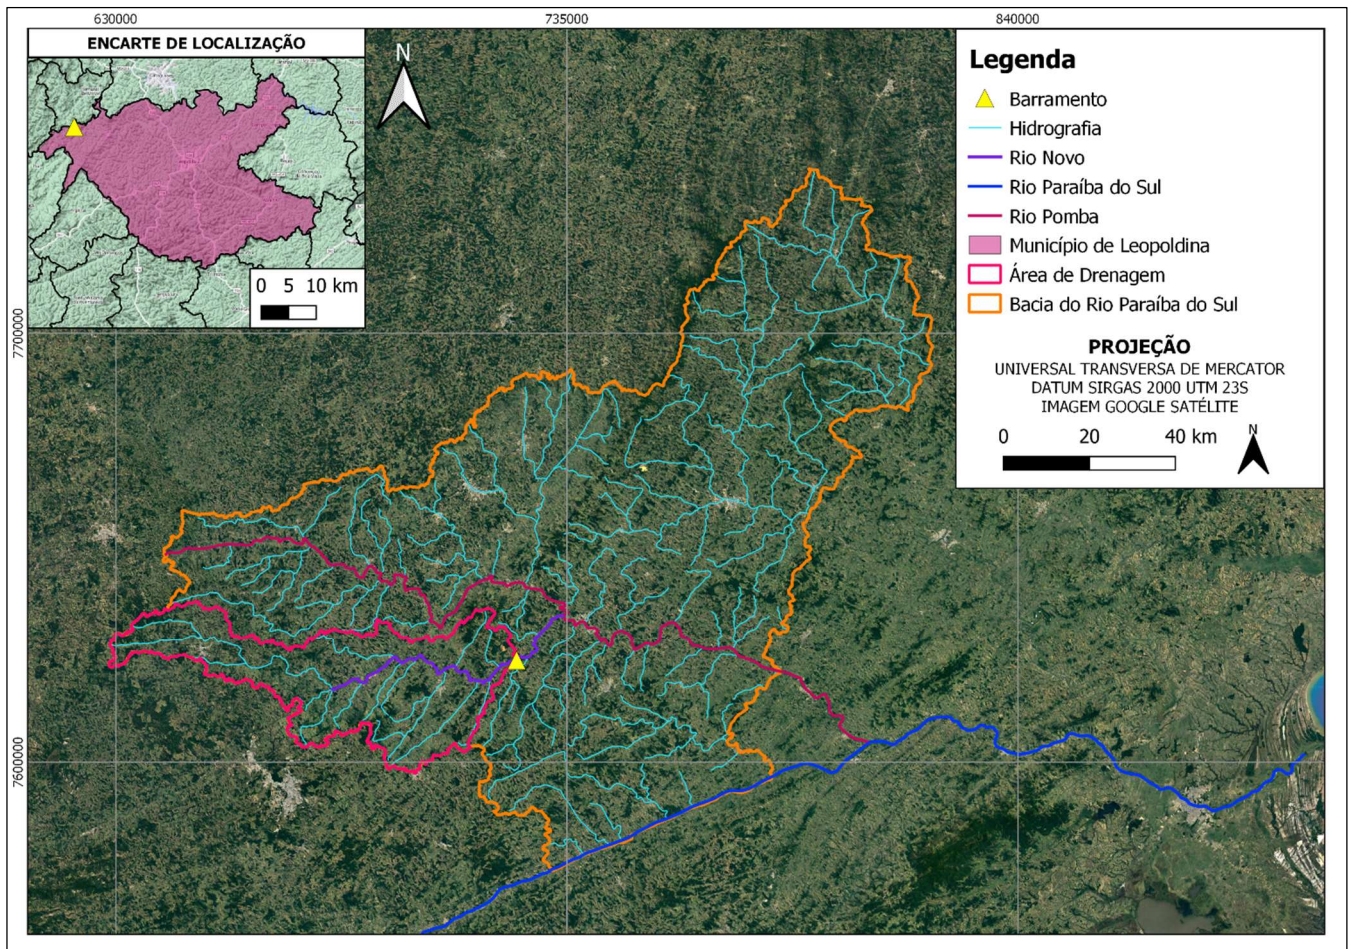 630000
735000
840000
ENCARTE DE LOCALIZAÇÃO
0 5 10 km
N
7700000
7600000
Legenda
Barramento
Hidrografia
Rio Novo
Rio Paraíba do Sul
Rio Pomba
Município de Leopoldina
Área de Drenagem
Bacia do Rio Paraíba do Sul
PROJEÇÃO
UNIVERSAL TRANSVERSA DE MERCATOR
DATUM SIRGAS 2000 UTM 23S
IMAGEM GOOGLE SATÉLITE
0 20 40 km
N